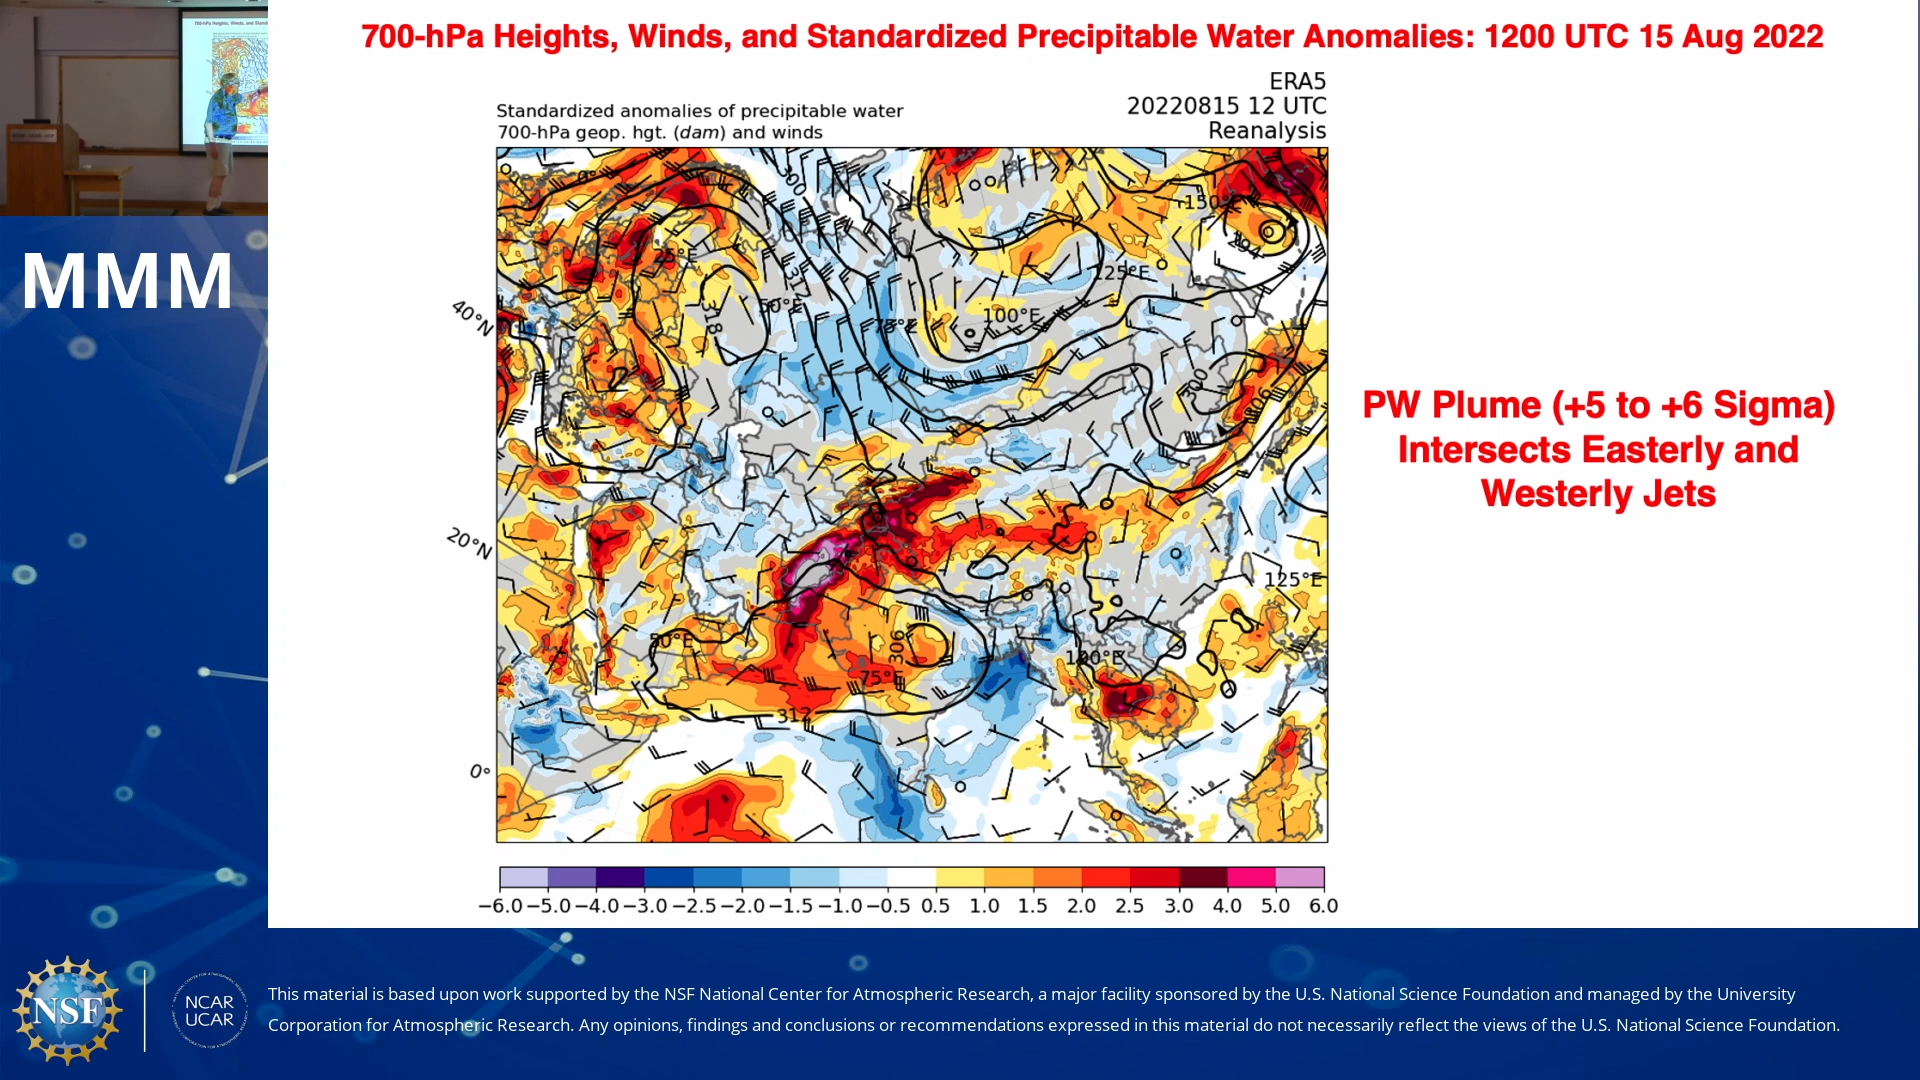 700-hPa Heights, Winds, and Standardized Precipitable Water Anomalies: 1200 UTC 15 Aug 2022
ERA5
20220815 12 UTC
Reanalysis
Standardized anomalies of precipitable water
700-hPa geop. hgt. (dam) and winds
MMM
40°N
20°N
0°
0°
300
150°E
294
25°E
125°E
318
50°E
312
75°E
100°E
300
306
125°E
50°E
306
75°E
100°E
312
PW Plume (+5 to +6 Sigma)
Intersects Easterly and
Westerly Jets
−6.0 −5.0 −4.0 −3.0 −2.5 −2.0 −1.5 −1.0 −0.5 0.5 1.0 1.5 2.0 2.5 3.0 4.0 5.0 6.0
NSF
NCAR
UCAR
This material is based upon work supported by the NSF National Center for Atmospheric Research, a major facility sponsored by the U.S. National Science Foundation and managed by the University
Corporation for Atmospheric Research. Any opinions, findings and conclusions or recommendations expressed in this material do not necessarily reflect the views of the U.S. National Science Foundation.